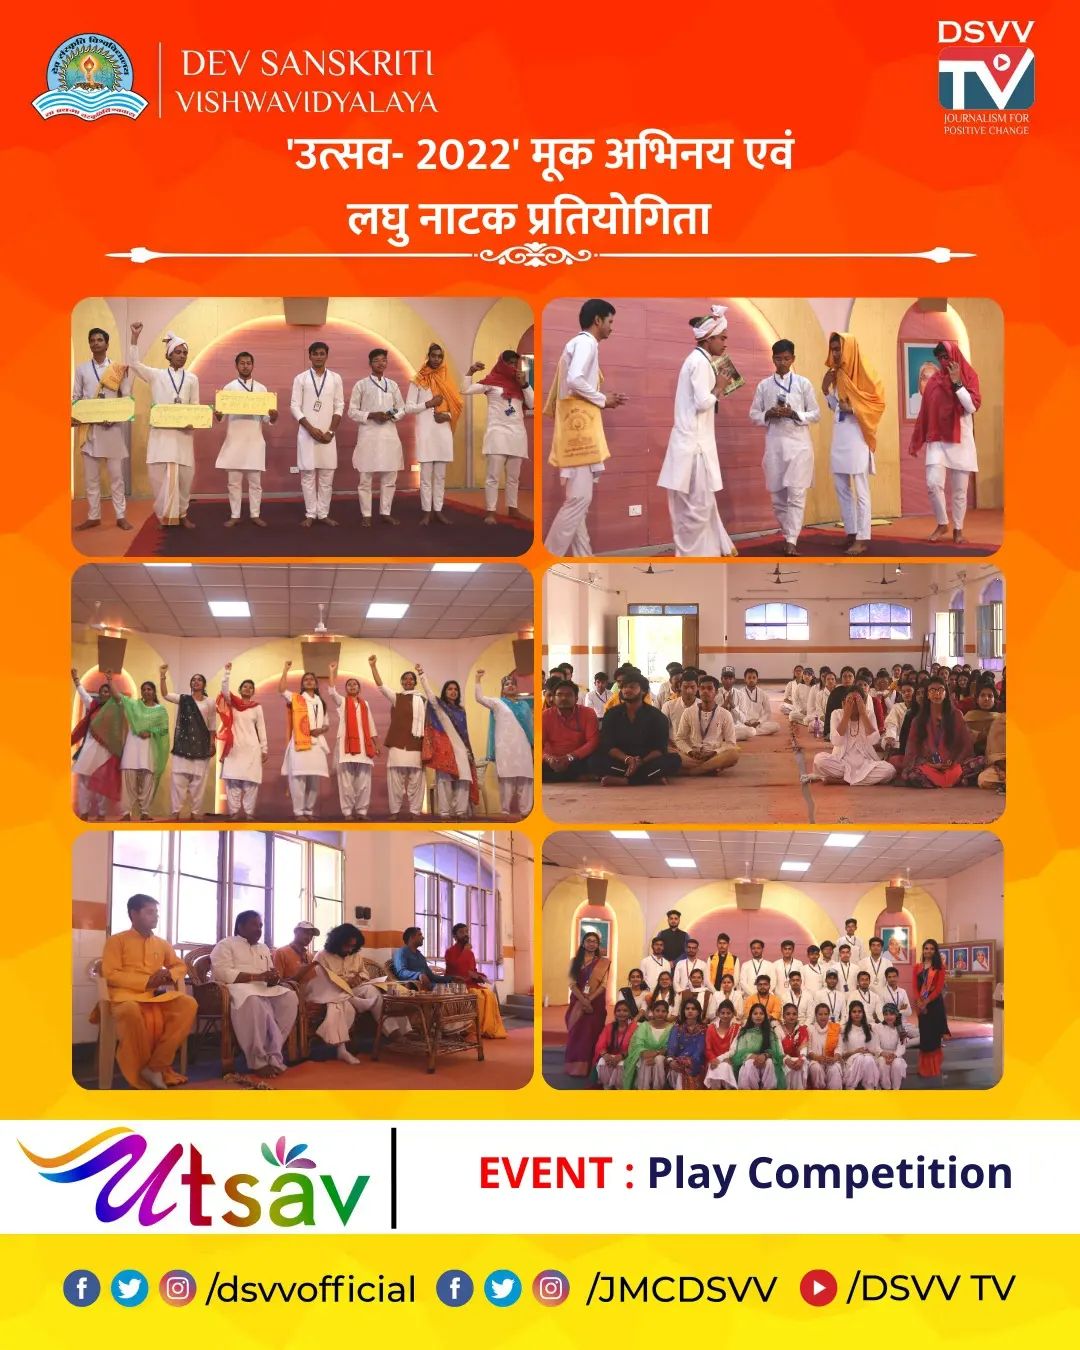 DEV SANSKRITI
VISHWAVIDYALAYA
DSVV
TV
JOURNALISM FOR
POSITIVE CHANGE
'उत्सव- 2022' मूक अभिनय एवं
लघु नाटक प्रतियोगिता
utsav
EVENT : Play Competition
/dsvvofficial
/JMCDSVV
/DSVV TV